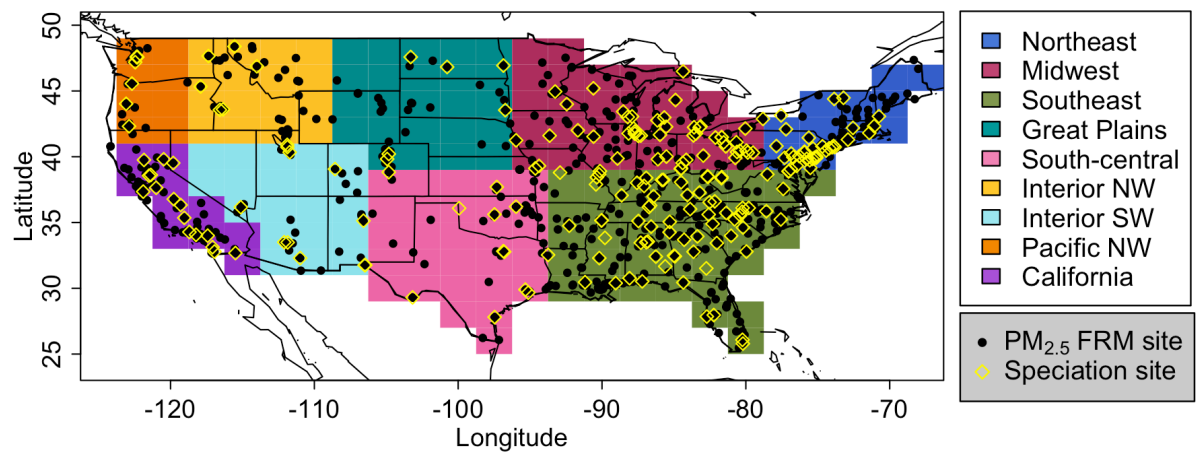 50
45
40
35
30
25
Latitude
-120 -110 -100 -90 -80 -70
Longitude
Northeast
Midwest
Southeast
Great Plains
South-central
Interior NW
Interior SW
Pacific NW
California
PM2.5 FRM site
Speciation site